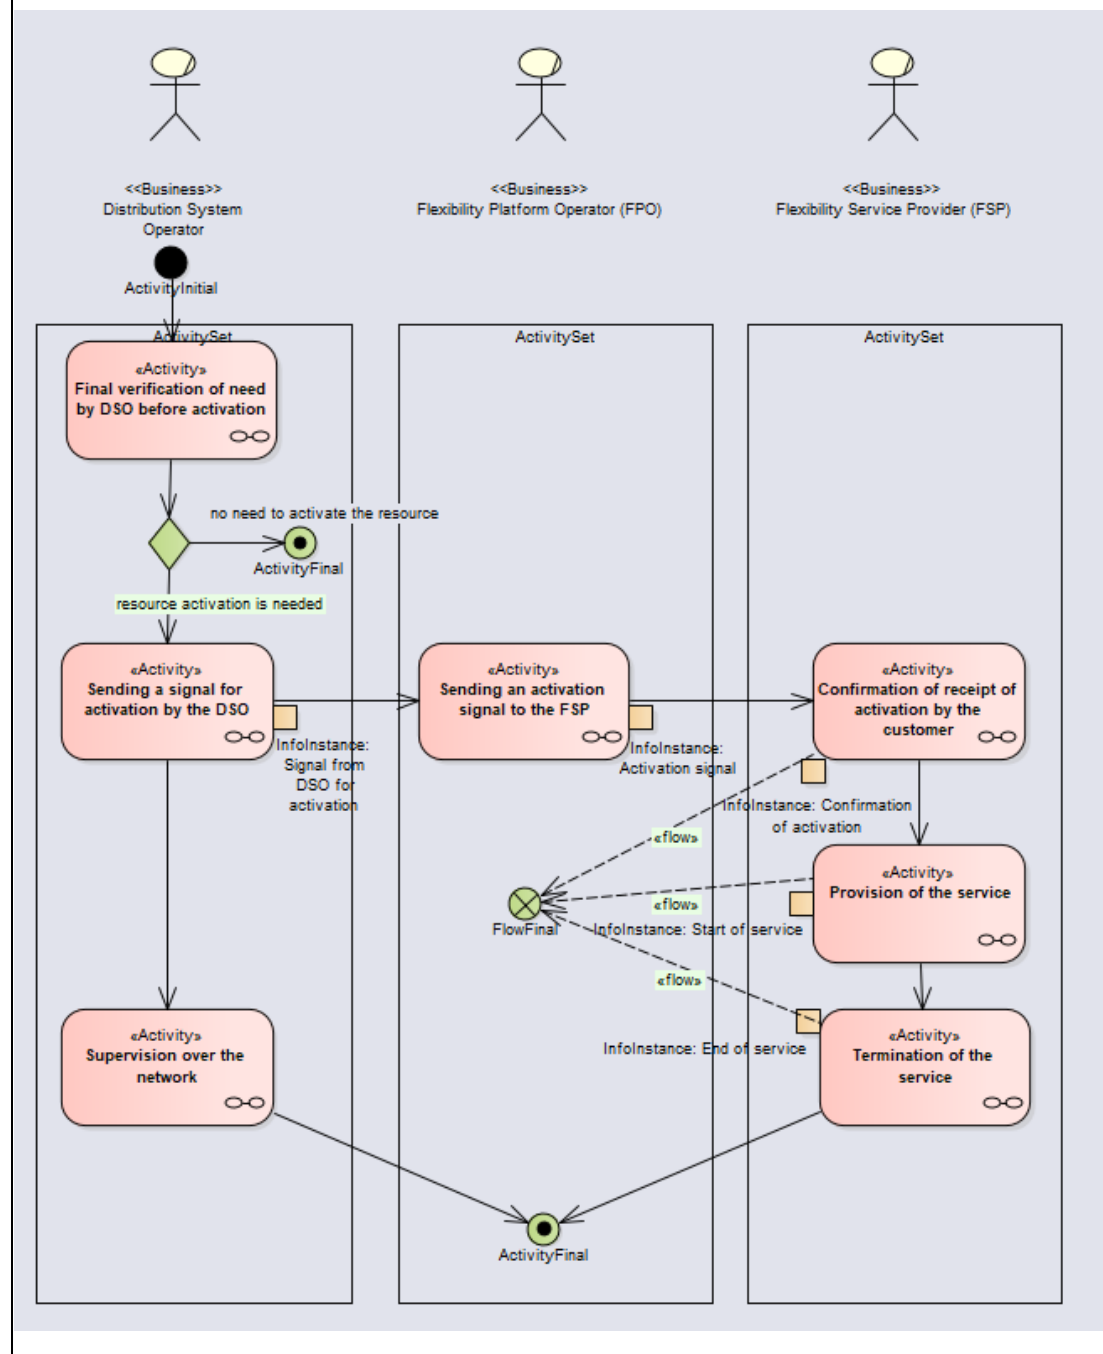 <<Business>>
Distribution System
Operator
<<Business>>
Flexibility Platform Operator (FPO)
<<Business>>
Flexibility Service Provider (FSP)
ActivityInitial
ActivitySet
ActivitySet
ActivitySet
«Activity»
Final verification of need
by DSO before activation
no need to activate the resource
ActivityFinal
resource activation is needed
«Activity»
Sending a signal for
activation by the DSO
InfoInstance:
Signal from
DSO for
activation
«Activity»
Sending an activation
signal to the FSP
InfoInstance:
Activation signal
«Activity»
Confirmation of receipt of
activation by the
customer
InfoInstance: Confirmation
of activation
«flow»
«Activity»
Provision of the service
«flow»
FlowFinal
InfoInstance: Start of service
«flow»
InfoInstance: End of service
«Activity»
Supervision over the
network
«Activity»
Termination of the
service
ActivityFinal